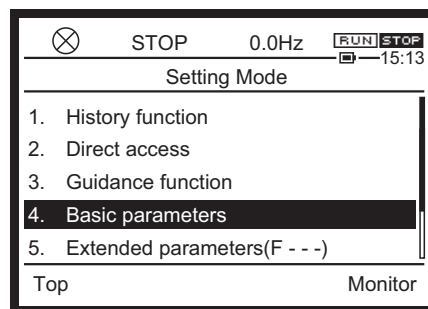 STOP 0.0Hz RUN STOP
15:13
Setting Mode
1. History function
2. Direct access
3. Guidance function
4. Basic parameters
5. Extended parameters(F - - -)
Top Monitor